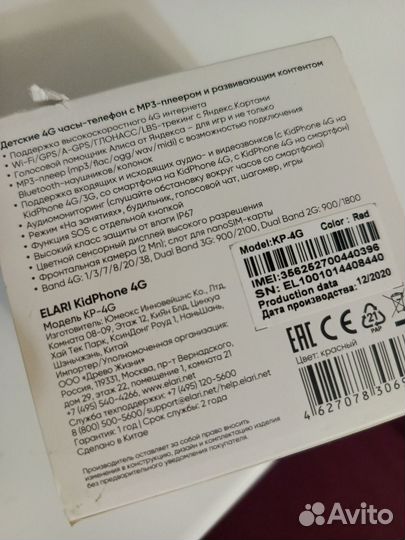 Детские 4G часы-телефон с MP3-плеером и развивающим контентом
• Поддержка высокоскоростного 4G интернета
• Wi-Fi/GPS/A-GPS/ГЛОНАСС/LBS-трекинг с Яндекс.Картами
• Голосовой помощник Алиса от Яндекса – для игр и не только
• MP3-плеер (mp3/flac/ogg/wav/midi) с возможностью подключения
Bluetooth-наушников/колонок
• Поддержка входящих и исходящих аудио- и видеозвонков (с KidPhone 4G на
KidPhone 4G/3G, со смартфона на KidPhone 4G, с KidPhone 4G на смартфон)
• Аудиомониторинг (слушайте обстановку вокруг часов со смартфона)
• Режим «На занятиях», будильник, голосовой чат, шагомер, игры
• Функция SOS с отдельной кнопкой
• Высокий класс защиты от влаги IP67
• Цветной сенсорный дисплей высокого разрешения
• Фронтальная камера (2 Мп); слот для nanoSIM-карты
• Band 4G: 1/3/7/8/20/38, Dual Band 3G: 900/2100, Dual Band 2G: 900/1800
ELARI KidPhone 4G
Модель KP-4G
Изготовитель: Юмеокс Инновейшнс Ко., Лтд.
Комната 08-09, Этаж 12, КиКН Блд, Цинхуа
Хай Тек Парк, КсинДонг Роуд 1, НаньШань,
Шэньчжэнь, Китай
Импортер/Уполномоченная организация:
ООО «Древо Жизни»
Россия, 119331, Москва, пр-т Вернадского,
дом 29, этаж 22, помещение 1, комната 21
+7 (495) 540-4266, www.elari.net
Служба техподдержки: +7 (495) 120-5600
8 (800) 500-5600/support@elari.net/help.elari.net
Гарантия: 1 год | Срок службы: 2 года
Сделано в Китае
Производитель оставляет за собой право вносить
изменения в дизайн и комплектацию изделия
без предварительного уведомления покупателя.
Model:KP-4G Color : Red
IMEI:356262700440396
SN: EL1001014408440
Production data
Дата производства: 12/2020
CE
EAC
21
PAP
Цвет: красный
4 627078 3069
Avito